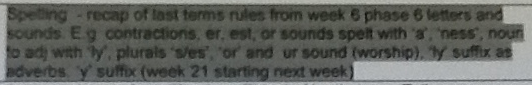 Spelling - recap of last terms rules from week 6 phase 6 letters and
sounds. E.g. contractions, er, est, or sounds spelt with 'a', 'ness', noun
to adj with 'ly', plurals 's/es', 'or' and ur sound (worship), 'ly' suffix as
adverbs. 'y' suffix (week 21 starting next week)